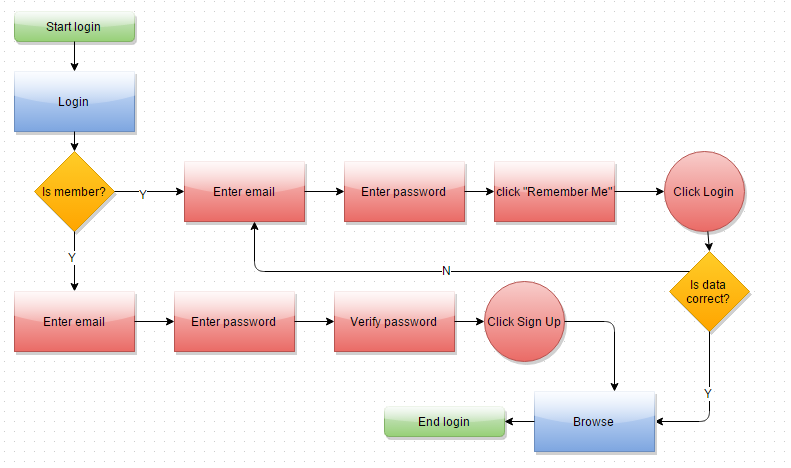 Start login
Login
Is member?
Y
Enter email
Enter password
click "Remember Me"
Click Login
Y
N
Is data
correct?
Enter email
Enter password
Verify password
Click Sign Up
Y
End login
Browse